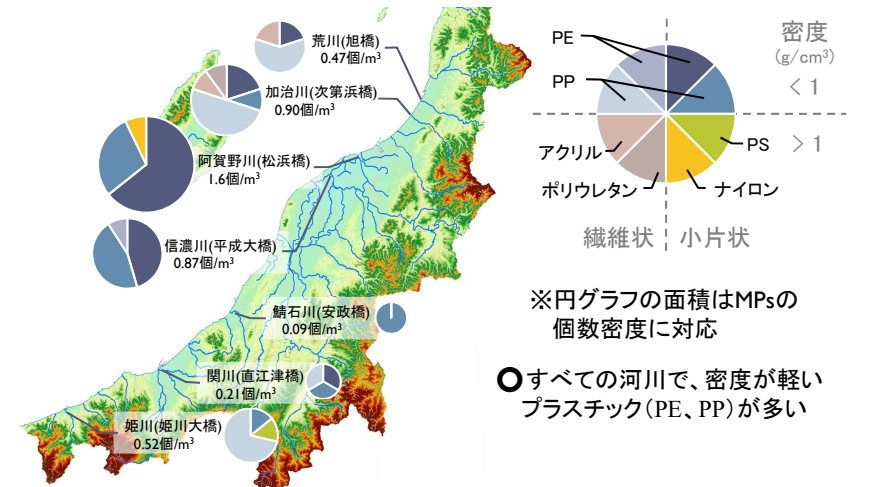 荒川(旭橋)
0.47個/m³
加治川(次第浜橋)
0.90個/m³
阿賀野川(松浜橋)
1.6個/m³
信濃川(平成大橋)
0.87個/m³
鯖石川(安政橋)
0.09個/m³
関川(直江津橋)
0.21個/m³
姫川(姫川大橋)
0.52個/m³
PE
PP
アクリル
ポリウレタン
ナイロン
PS
密度
(g/cm³)
< 1
> 1
繊維状
小片状
※円グラフの面積はMPsの
個数密度に対応
⭕すべての河川で、密度が軽い
プラスチック（PE、PP）が多い